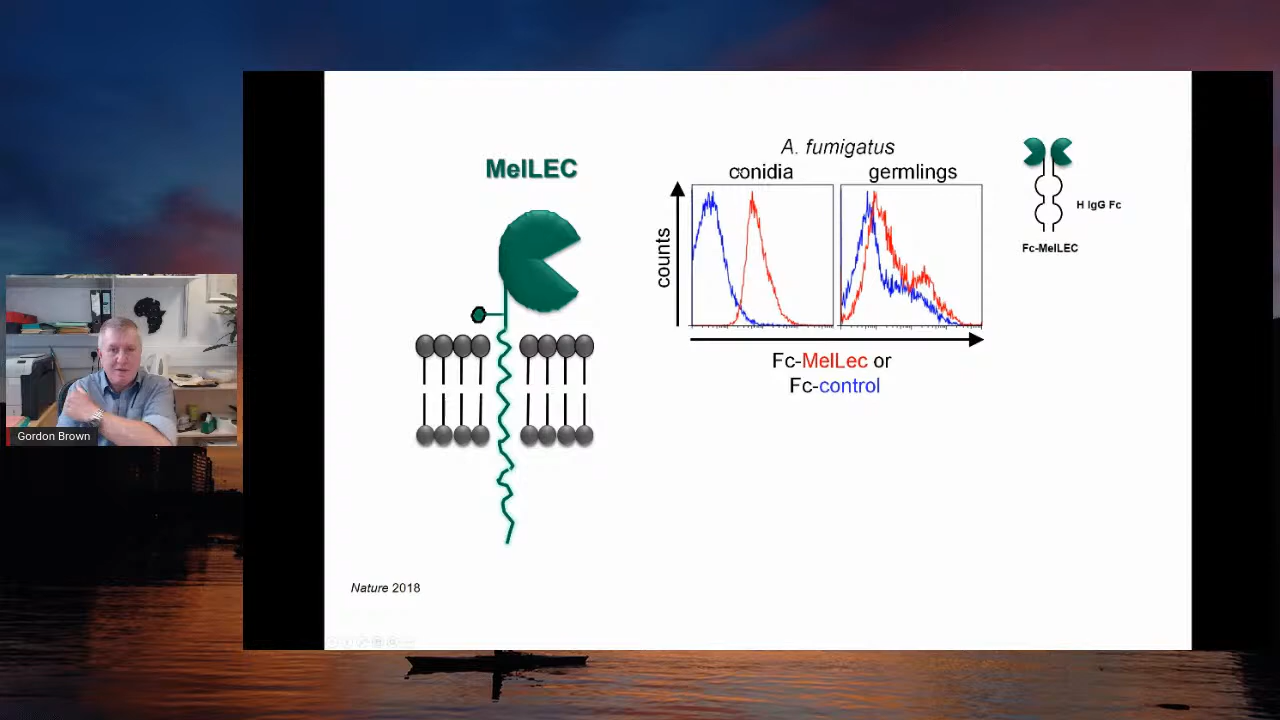 MelLEC
A. fumigatus
conidia
germlings
counts
Fc-MelLec or
Fc-control
H IgG Fc
Fc-MelLEC
Gordon Brown
Nature 2018